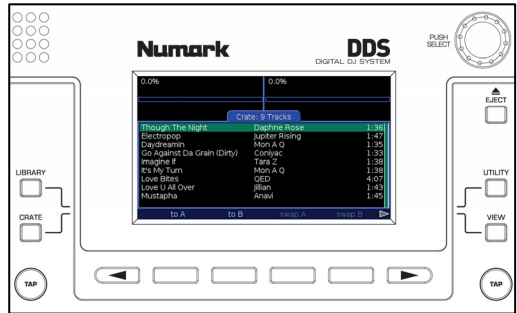 PUSH
SELECT
Numark
DDS
DIGITAL DJ SYSTEM
EJECT
0.0%
0.0%
Crate: 9 Tracks
Though The Night Daphne Rose 1:36
Electropop Jupiter Rising 1:47
Daydreamin Mon A Q 1:35
Go Against Da Grain (Dirty) Coniyac 1:33
Imagine If Tara Z 1:38
It's My Turn Mon A Q 1:38
Love Bites QED 4:07
Love U All Over Jillian 1:43
Mustapha Anavi 1:45
to A to B swap A swap B
LIBRARY
UTILITY
CRATE
VIEW
TAP
TAP